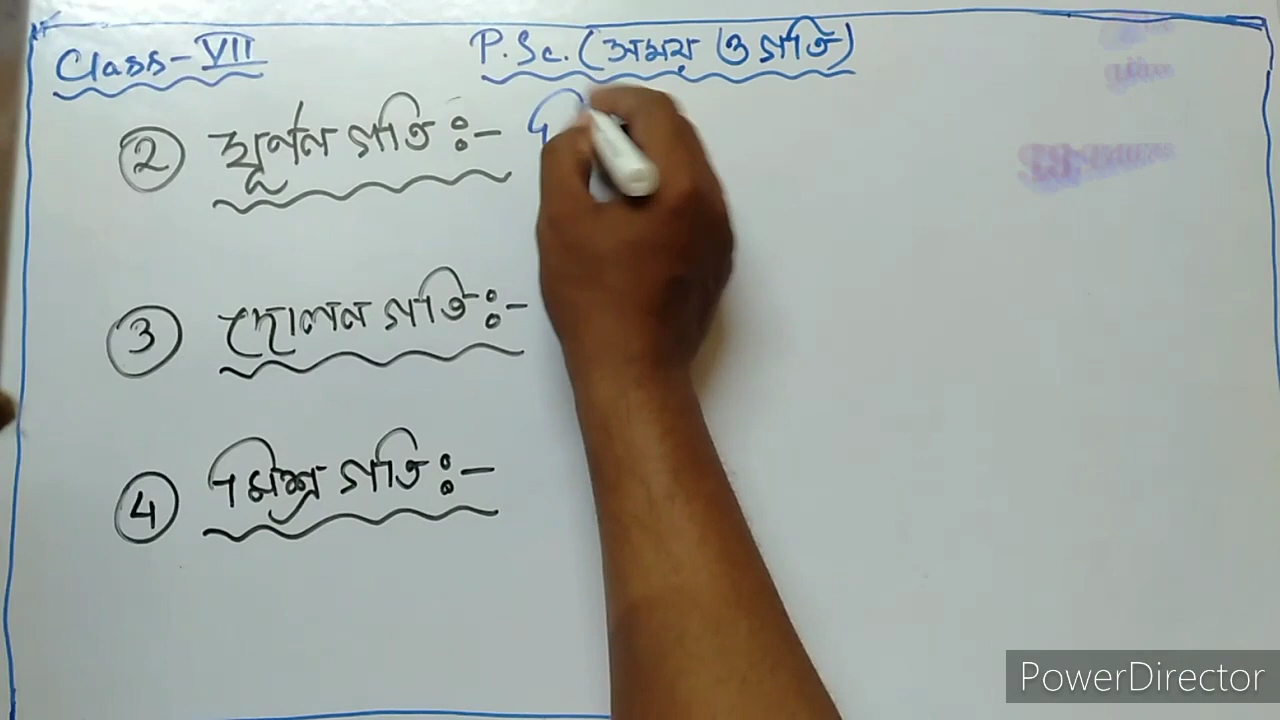 Class-VII
P.Sc. (সময় ও গতি)
② ঘূর্ণন গতি :-
③ দোলন গতি :-
④ মিশ্র গতি :-
PowerDirector